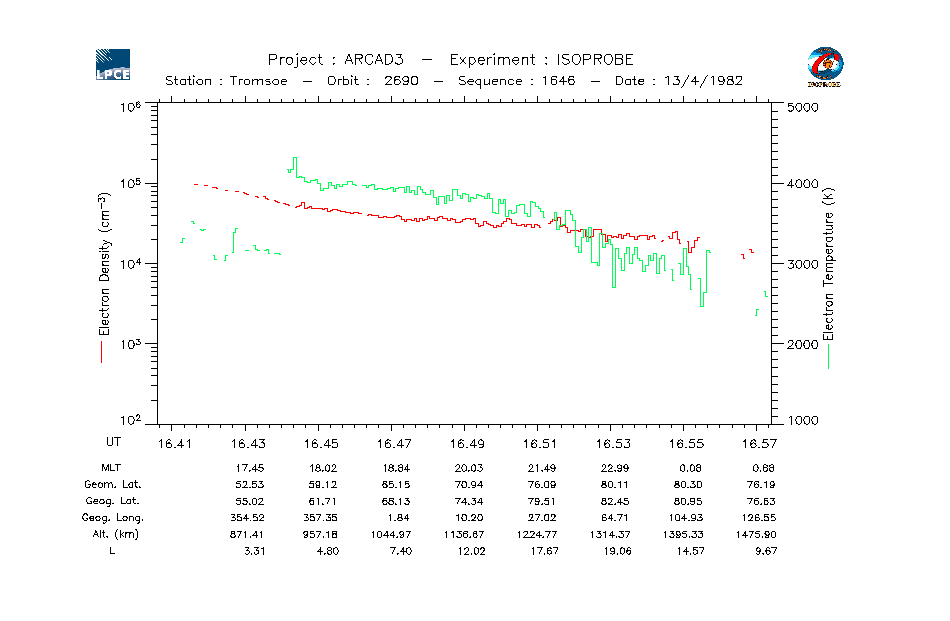 LPCE
Project : ARCAD3 — Experiment : ISOPROBE
ISOPROBE
Station : Tromsoe — Orbit : 2690 — Sequence : 1646 — Date : 13/4/1982
10^6
10^5
10^4
10^3
10^2
Electron Density (cm^-3)
5000
4000
3000
2000
1000
Electron Temperature (K)
UT 16.41 16.43 16.45 16.47 16.49 16.51 16.53 16.55 16.57
MLT 17.45 18.02 18.84 20.03 21.49 22.99 0.08 0.68
Geom. Lat. 52.53 59.12 65.15 70.94 76.09 80.11 80.30 76.19
Geog. Lat. 55.02 61.71 68.13 74.34 79.51 82.45 80.95 76.63
Geog. Long. 354.52 357.35 1.84 10.20 27.02 64.71 104.93 126.55
Alt. (km) 871.41 957.18 1044.97 1136.67 1224.77 1314.37 1395.33 1475.90
L 3.31 4.80 7.40 12.02 17.67 19.06 14.57 9.67